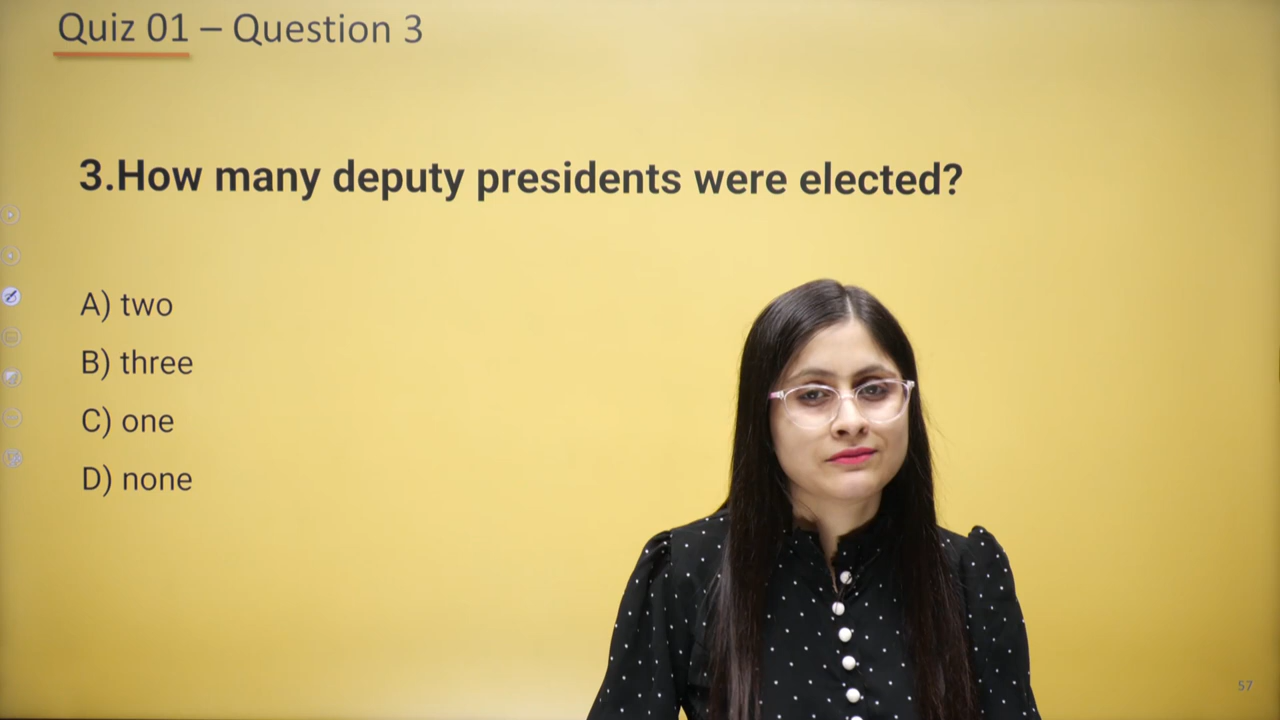 Quiz 01 – Question 3
3.How many deputy presidents were elected?
A) two
B) three
C) one
D) none
57